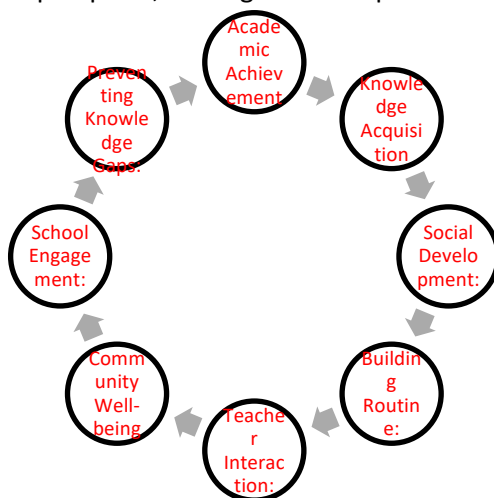 Acade
mic
Achiev
ement
Knowle
dge
Acquisi
tion
Social
Develo
pment:
Buildin
g
Routin
e:
Teache
r
Interac
tion:
Comm
unity
Well-
being
School
Engage
ment:
Preven
ting
Knowle
dge
Gaps: